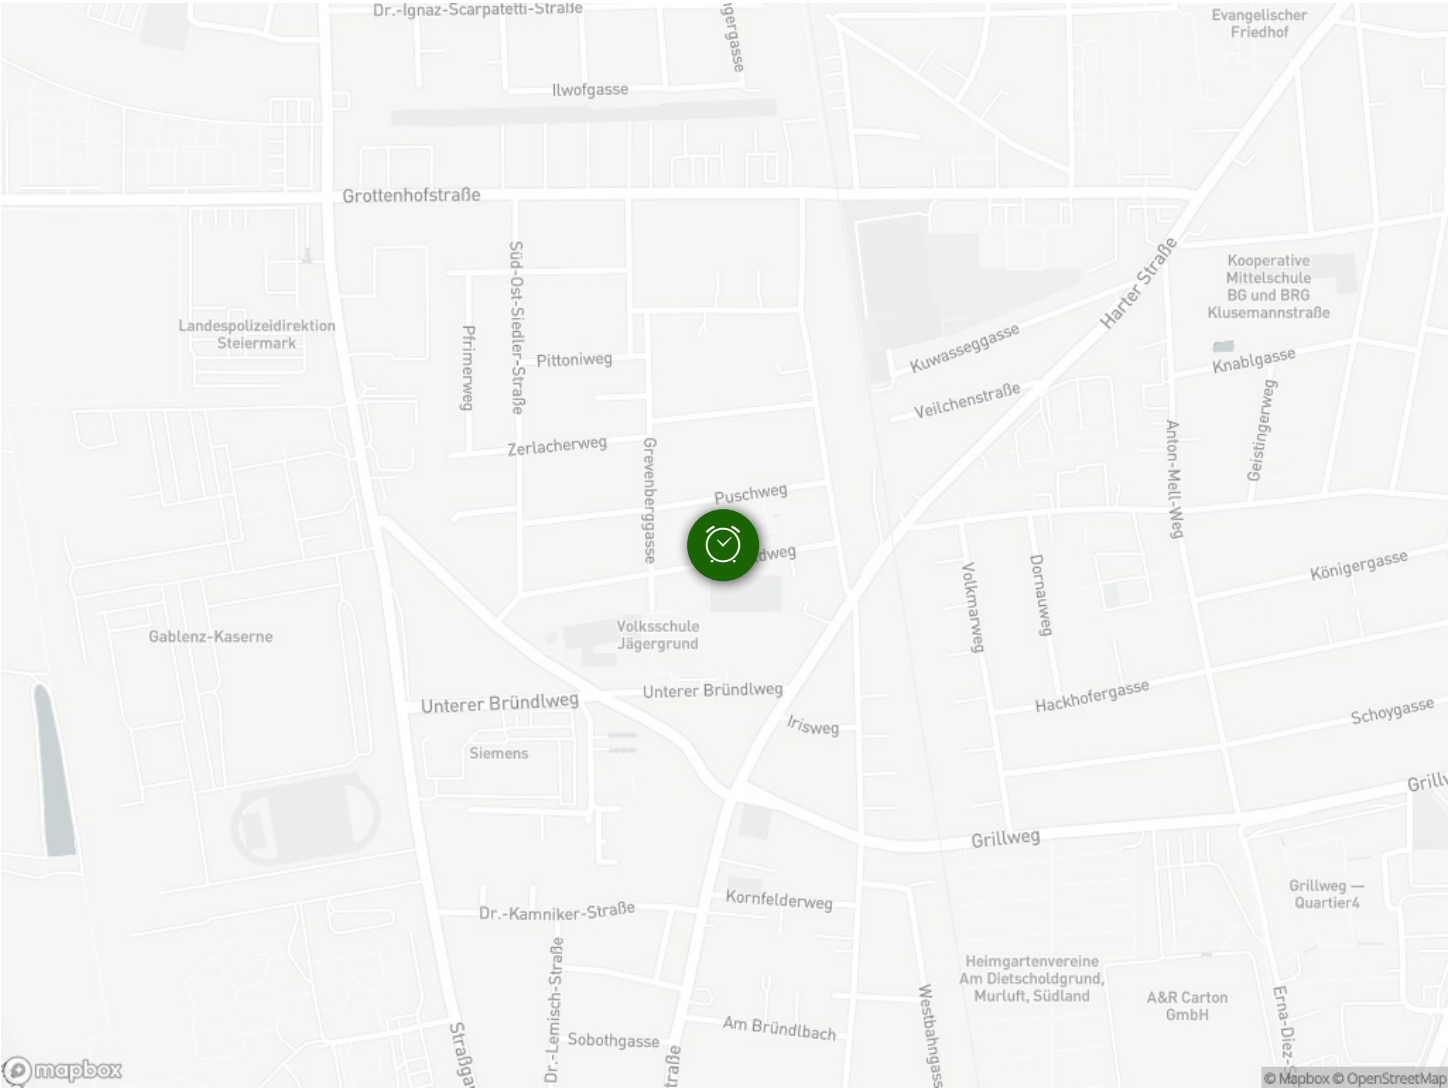 Dr.-Ignaz-Scarpatetti-Straße
Evangelischer
Friedhof
Ilwofgasse
Grottenhofstraße
Süd-Ost-Siedler-Straße
Harter Straße
Kooperative
Mittelschule
BG und BRG
Klusemannstraße
Landespolizeidirektion
Steiermark
Pfrimerweg
Pittoniweg
Kuwasseggasse
Knablgasse
Veilchenstraße
Geistingerweg
Zerlacherweg
Grevenberggasse
Anton-Mell-Weg
Puschweg
Königergasse
Volkmarweg
Dornauweg
Gablenz-Kaserne
Volksschule
Jägergrund
Unterer Bründlweg
Unterer Bründlweg
Hackhofergasse
Irisweg
Schoygasse
Siemens
Grillweg
Kornfelderweg
Grillweg —
Quartier4
Dr.-Kamniker-Straße
Dr.-Lemisch-Straße
Heimgartenvereine
Am Dietscholdgrund,
Murluft, Südland
A&R Carton
GmbH
Am Bründlbach
Sobothgasse
mapbox
© Mapbox © OpenStreetMap